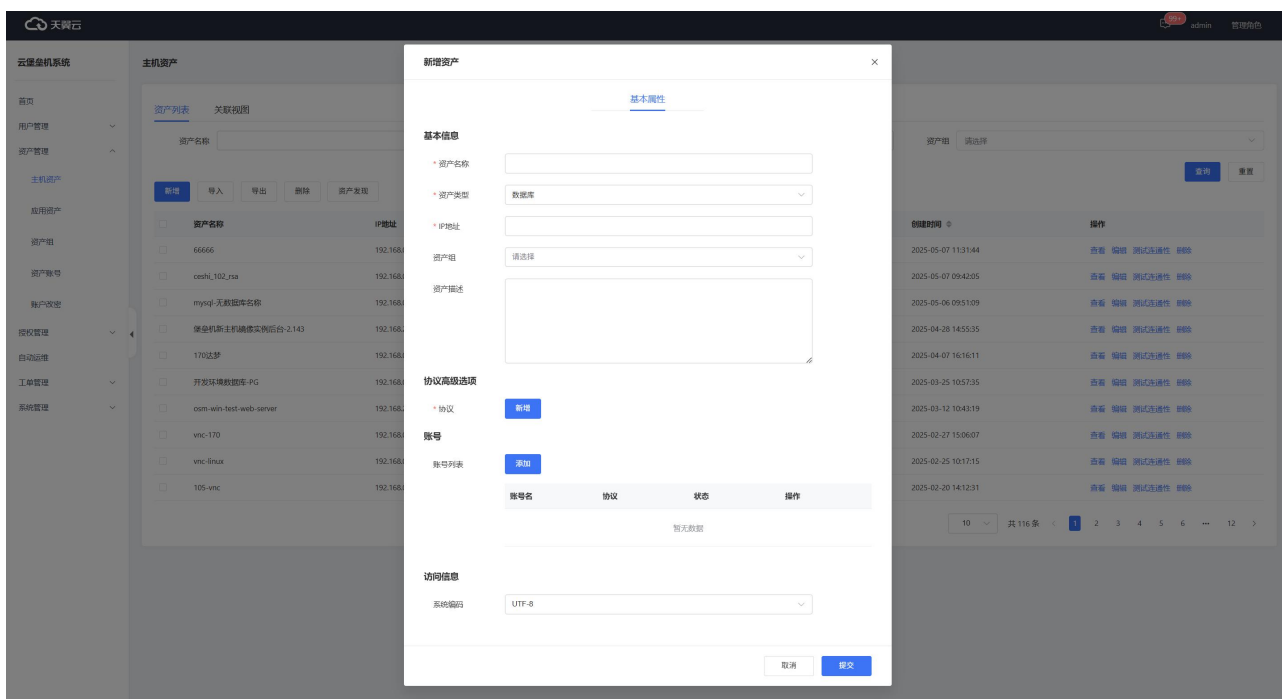 天翼云
99+ admin 管理角色
云堡垒机系统
首页
用户管理
资产管理
主机资产
应用资产
资产组
资产账号
账户改密
授权管理
自动运维
工单管理
系统管理
主机资产
资产列表 关联视图
资产名称
资产组 请选择
查询 重置
新增 导入 导出 删除 资产发现
资产名称 IP地址 创建时间 操作
66666 192.168. 2025-05-07 11:31:44 查看 编辑 测试连通性 删除
ceshi_102_rsa 192.168. 2025-05-07 09:42:05 查看 编辑 测试连通性 删除
mysql-无数据库名称 192.168. 2025-05-06 09:51:09 查看 编辑 测试连通性 删除
堡垒机新主机镜像实例后台-2.143 192.168. 2025-04-28 14:55:35 查看 编辑 测试连通性 删除
170达梦 192.168. 2025-04-07 16:16:11 查看 编辑 测试连通性 删除
开发环境数据库-PG 192.168. 2025-03-25 10:57:35 查看 编辑 测试连通性 删除
osm-win-test-web-server 192.168. 2025-03-12 10:43:19 查看 编辑 测试连通性 删除
vnc-170 192.168. 2025-02-27 15:06:07 查看 编辑 测试连通性 删除
vnc-linux 192.168. 2025-02-25 10:17:15 查看 编辑 测试连通性 删除
105-vnc 192.168. 2025-02-20 14:12:31 查看 编辑 测试连通性 删除
10 共 116 条 < 1 2 3 4 5 6 ••• 12 >
新增资产 ×
基本属性
基本信息
* 资产名称
* 资产类型 数据库
* IP地址
资产组 请选择
资产描述
协议高级选项
* 协议 新增
账号
账号列表 添加
账号名 协议 状态 操作
暂无数据
访问信息
系统编码 UTF-8
取消 提交